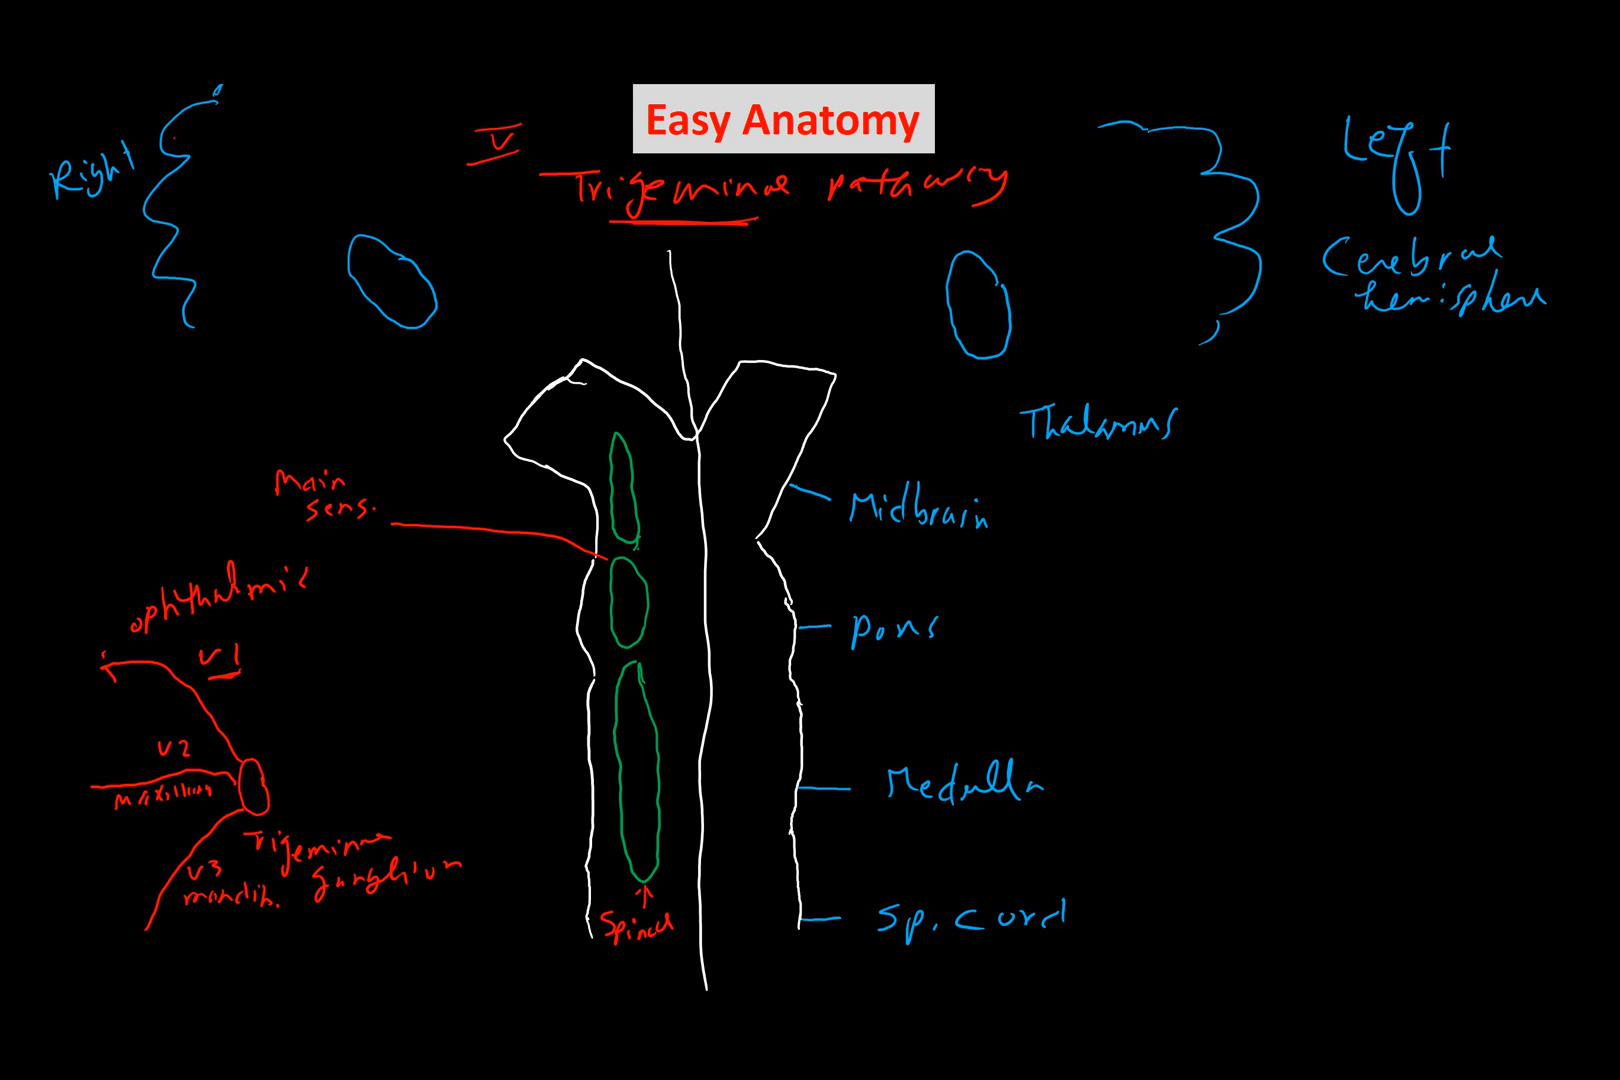 Easy Anatomy
V
Trigeminal pathway
Right
Left
Cerebral
hemisphere
Thalamus
Main
sens.
Midbrain
ophthalmic
V1
Pons
V2
maxillary
Medulla
Trigeminal
ganglion
V3
mandib.
Spinal
Sp. Cord